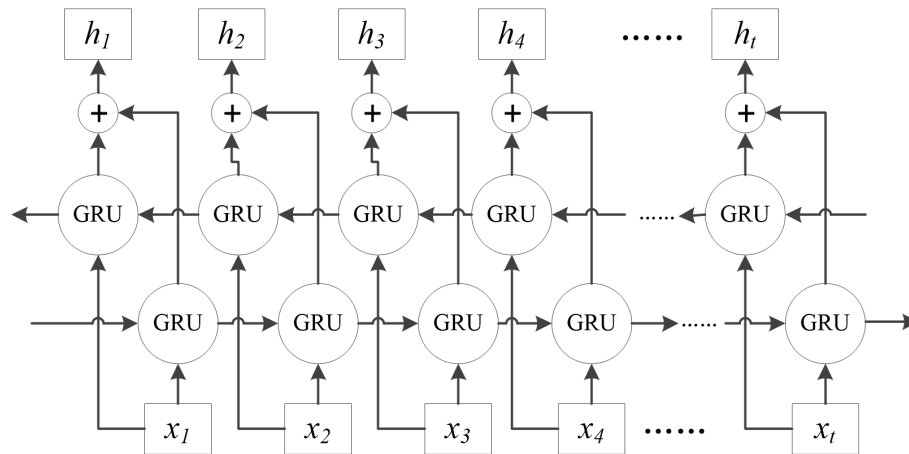 h1 h2 h3 h4 ...... ht
+ + + + +
GRU GRU GRU GRU ...... GRU
GRU GRU GRU GRU ...... GRU
x1 x2 x3 x4 ...... xt